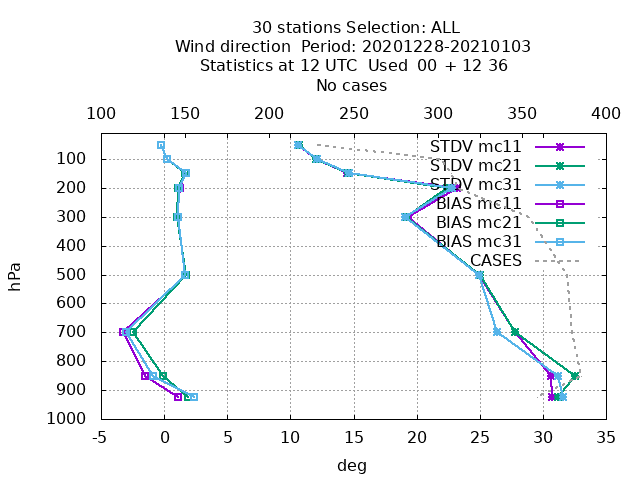 30 stations Selection: ALL
Wind direction  Period: 20201228-20210103
Statistics at 12 UTC  Used  00 + 12 36
No cases
100 150 200 250 300 350 400
STDV mc11
STDV mc21
STDV mc31
BIAS mc11
BIAS mc21
BIAS mc31
CASES
hPa
100
200
300
400
500
600
700
800
900
1000
-5 0 5 10 15 20 25 30 35
deg